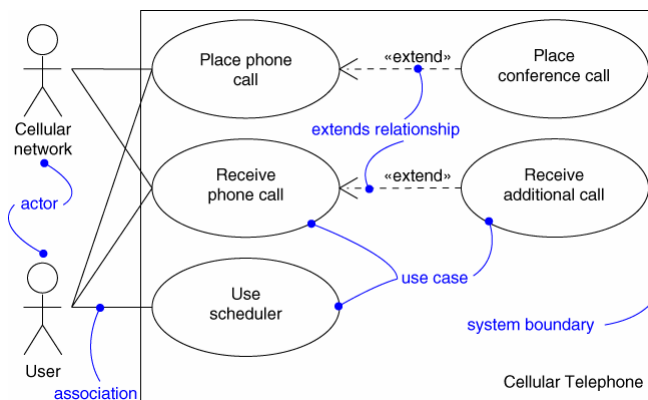 Place phone
call
«extend»
Place
conference call
Cellular
network
extends relationship
Receive
phone call
«extend»
Receive
additional call
actor
use case
Use
scheduler
system boundary
User
association
Cellular Telephone